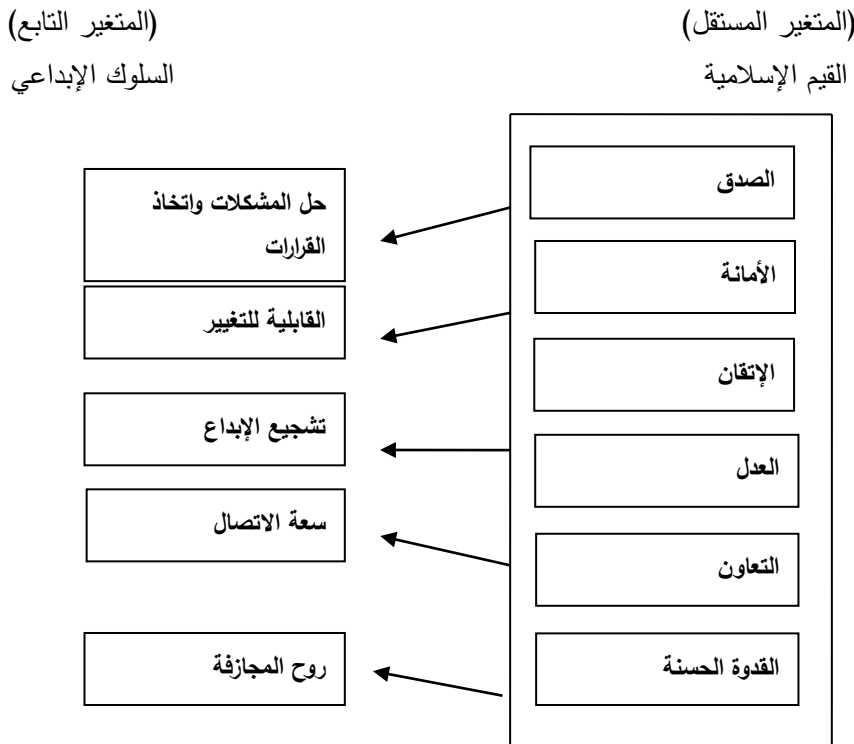 (المتغير المستقل)
القيم الإسلامية
الصدق
الأمانة
الإتقان
العدل
التعاون
القدوة الحسنة
(المتغير التابع)
السلوك الإبداعي
حل المشكلات واتخاذ
القرارات
القابلية للتغيير
تشجيع الإبداع
سعة الاتصال
روح المجازفة